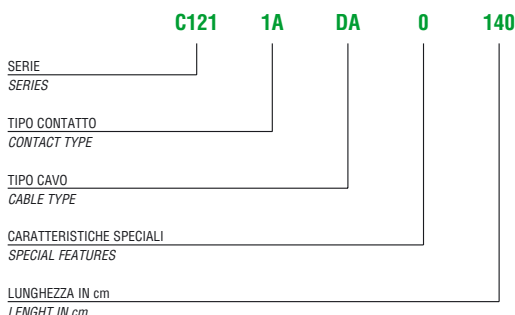 C121 1A DA 0 140
SERIE
SERIES
TIPO CONTATTO
CONTACT TYPE
TIPO CAVO
CABLE TYPE
CARATTERISTICHE SPECIALI
SPECIAL FEATURES
LUNGHEZZA IN cm
LENGHT IN cm